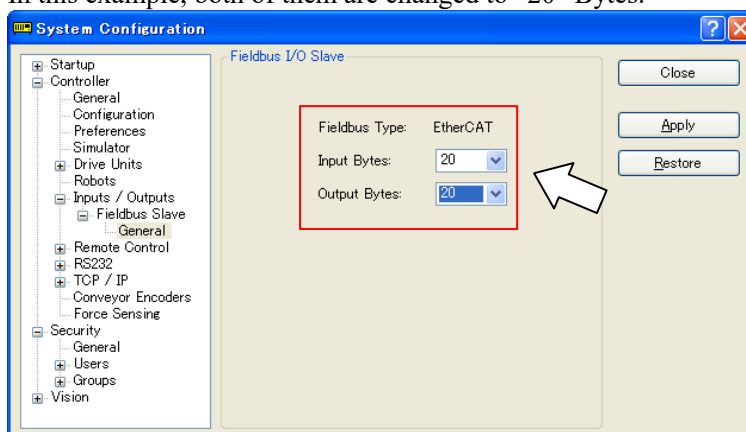 In this example, both of them are changed to "20" Bytes.
System Configuration
Startup
Controller
General
Configuration
Preferences
Simulator
Drive Units
Robots
Inputs / Outputs
Fieldbus Slave
General
Remote Control
RS232
TCP / IP
Conveyor Encoders
Force Sensing
Security
General
Users
Groups
Vision
Fieldbus I/O Slave
Fieldbus Type: EtherCAT
Input Bytes: 20
Output Bytes: 20
Close
Apply
Restore